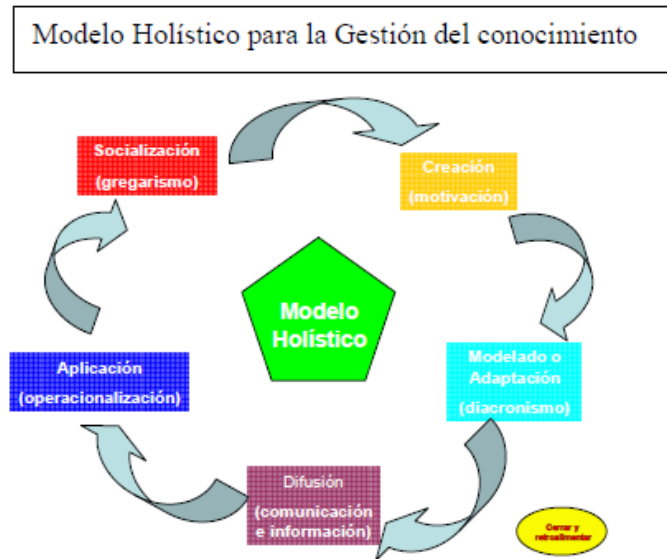 Modelo Holístico para la Gestión del conocimiento
Socialización
(gregarismo)
Creación
(motivación)
Modelo
Holístico
Aplicación
(operacionalización)
Modelado o
Adaptación
(diacronismo)
Difusión
(comunicación
e información)
Cerrar y
retroalimentar